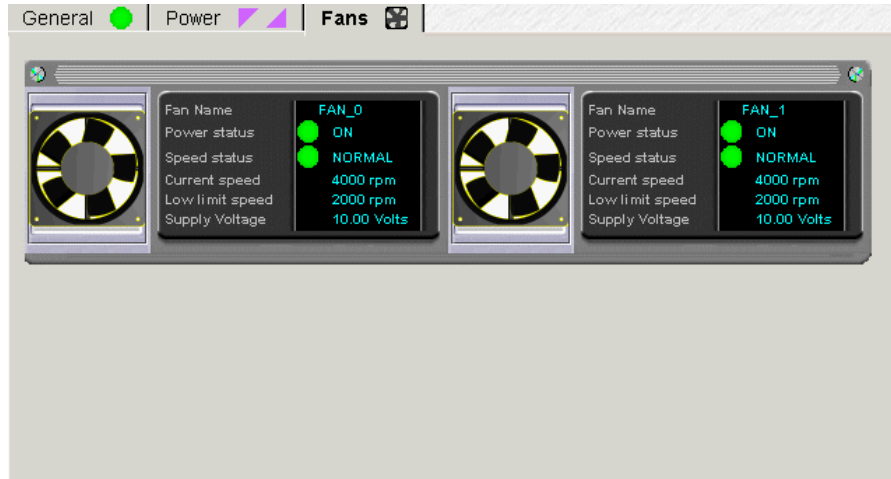 General Power Fans
Fan Name FAN_0
Power status ON
Speed status NORMAL
Current speed 4000 rpm
Low limit speed 2000 rpm
Supply Voltage 10.00 Volts
Fan Name FAN_1
Power status ON
Speed status NORMAL
Current speed 4000 rpm
Low limit speed 2000 rpm
Supply Voltage 10.00 Volts